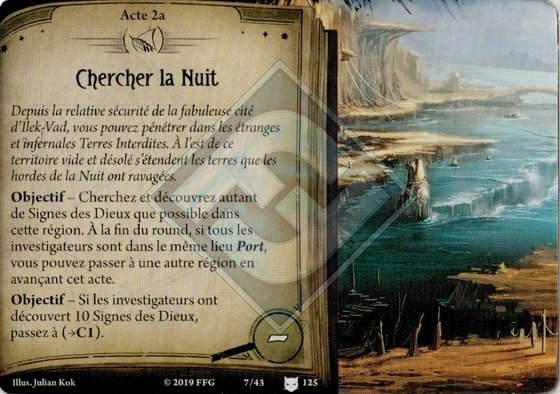 Acte 2a
Chercher la Nuit
Depuis la relative sécurité de la fabuleuse cité
d'Ilek-Vad, vous pouvez pénétrer dans les étranges
et infernales Terres Interdites. À l'est de ce
territoire vide et désolé s'étendent les terres que les
hordes de la Nuit ont ravagées.
Objectif – Cherchez et découvrez autant
de Signes des Dieux que possible dans
cette région. À la fin du round, si tous les
investigateurs sont dans le même lieu Port,
vous pouvez passer à une autre région en
avançant cet acte.
Objectif – Si les investigateurs ont
découvert 10 Signes des Dieux,
passez à (→C1).
–
Illus. Julian Kok © 2019 FFG 7/43 125